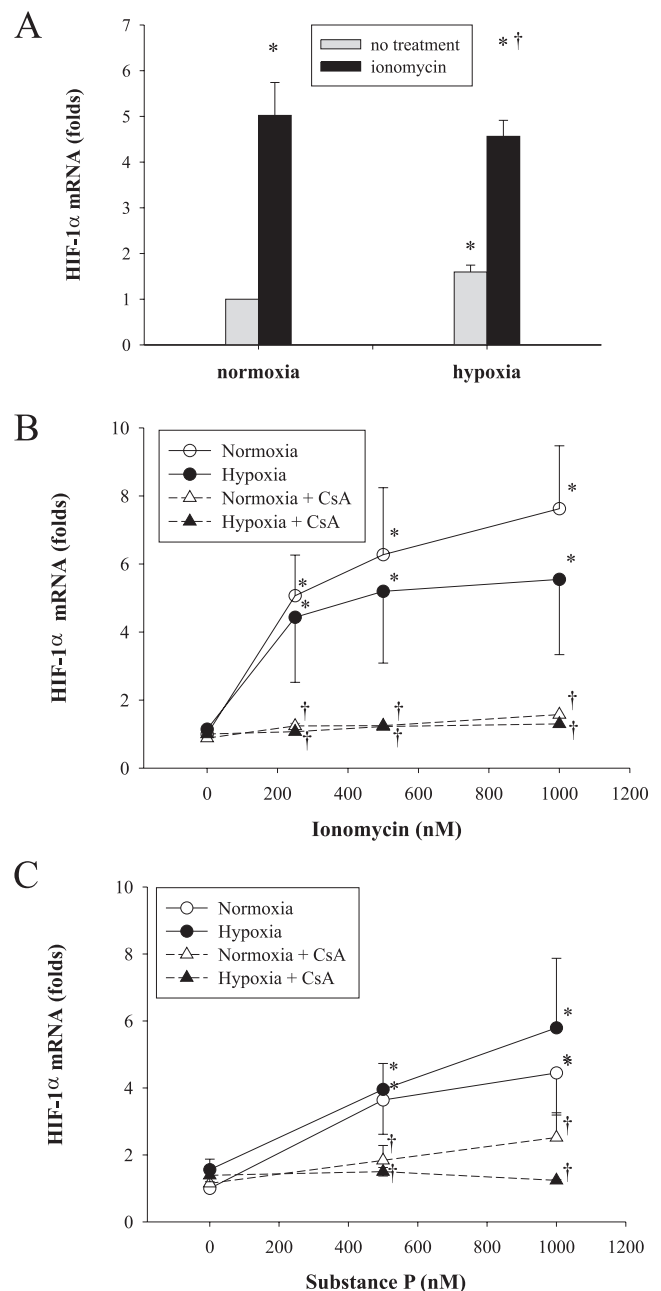 A
HIF-1α mRNA (folds)
7
6
5
4
3
2
1
0
no treatment
ionomycin
*
* †
*
normoxia
hypoxia
B
HIF-1α mRNA (folds)
10
8
6
4
2
0
Normoxia
Hypoxia
Normoxia + CsA
Hypoxia + CsA
*
*
*
*
*
*
†
†
†
†
†
†
0 200 400 600 800 1000 1200
Ionomycin (nM)
C
HIF-1α mRNA (folds)
10
8
6
4
2
0
Normoxia
Hypoxia
Normoxia + CsA
Hypoxia + CsA
*
*
*
*
†
†
†
†
0 200 400 600 800 1000 1200
Substance P (nM)